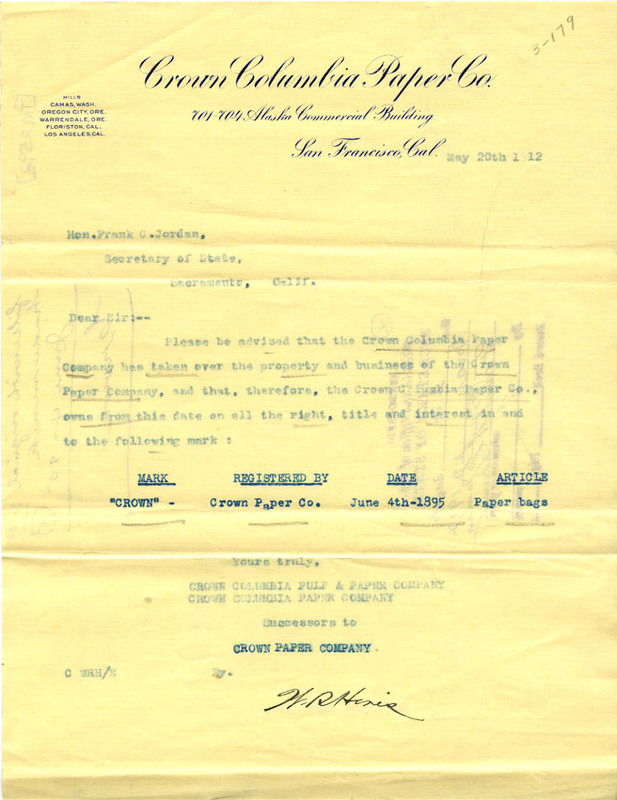 3-179
Crown Columbia Paper Co.
701-704 Alaska Commercial Building
San Francisco, Cal. May 20th 1 12
MILLS
CAMAS, WASH.
OREGON CITY, ORE.
WARRENDALE, ORE.
FLORISTON, CAL.
LOS ANGELES, CAL.
Hon.Frank C.Jordan,
Secretary of State,
Sacramento, Calif.
Dear Sir:--
Please be advised that the Crown Columbia Paper
Company has taken over the property and business of the Crown
Paper Company, and that, therefore, the Crown Columbia Paper Co.,
owns from this date on all the right, title and interest in and
to the following mark :
MARK REGISTERED BY DATE ARTICLE
"CROWN" - Crown Paper Co. June 4th-1895 Paper bags
Yours truly,
CROWN COLUMBIA PULP & PAPER COMPANY
CROWN COLUMBIA PAPER COMPANY
Successors to
CROWN PAPER COMPANY.
C WRH/E By.